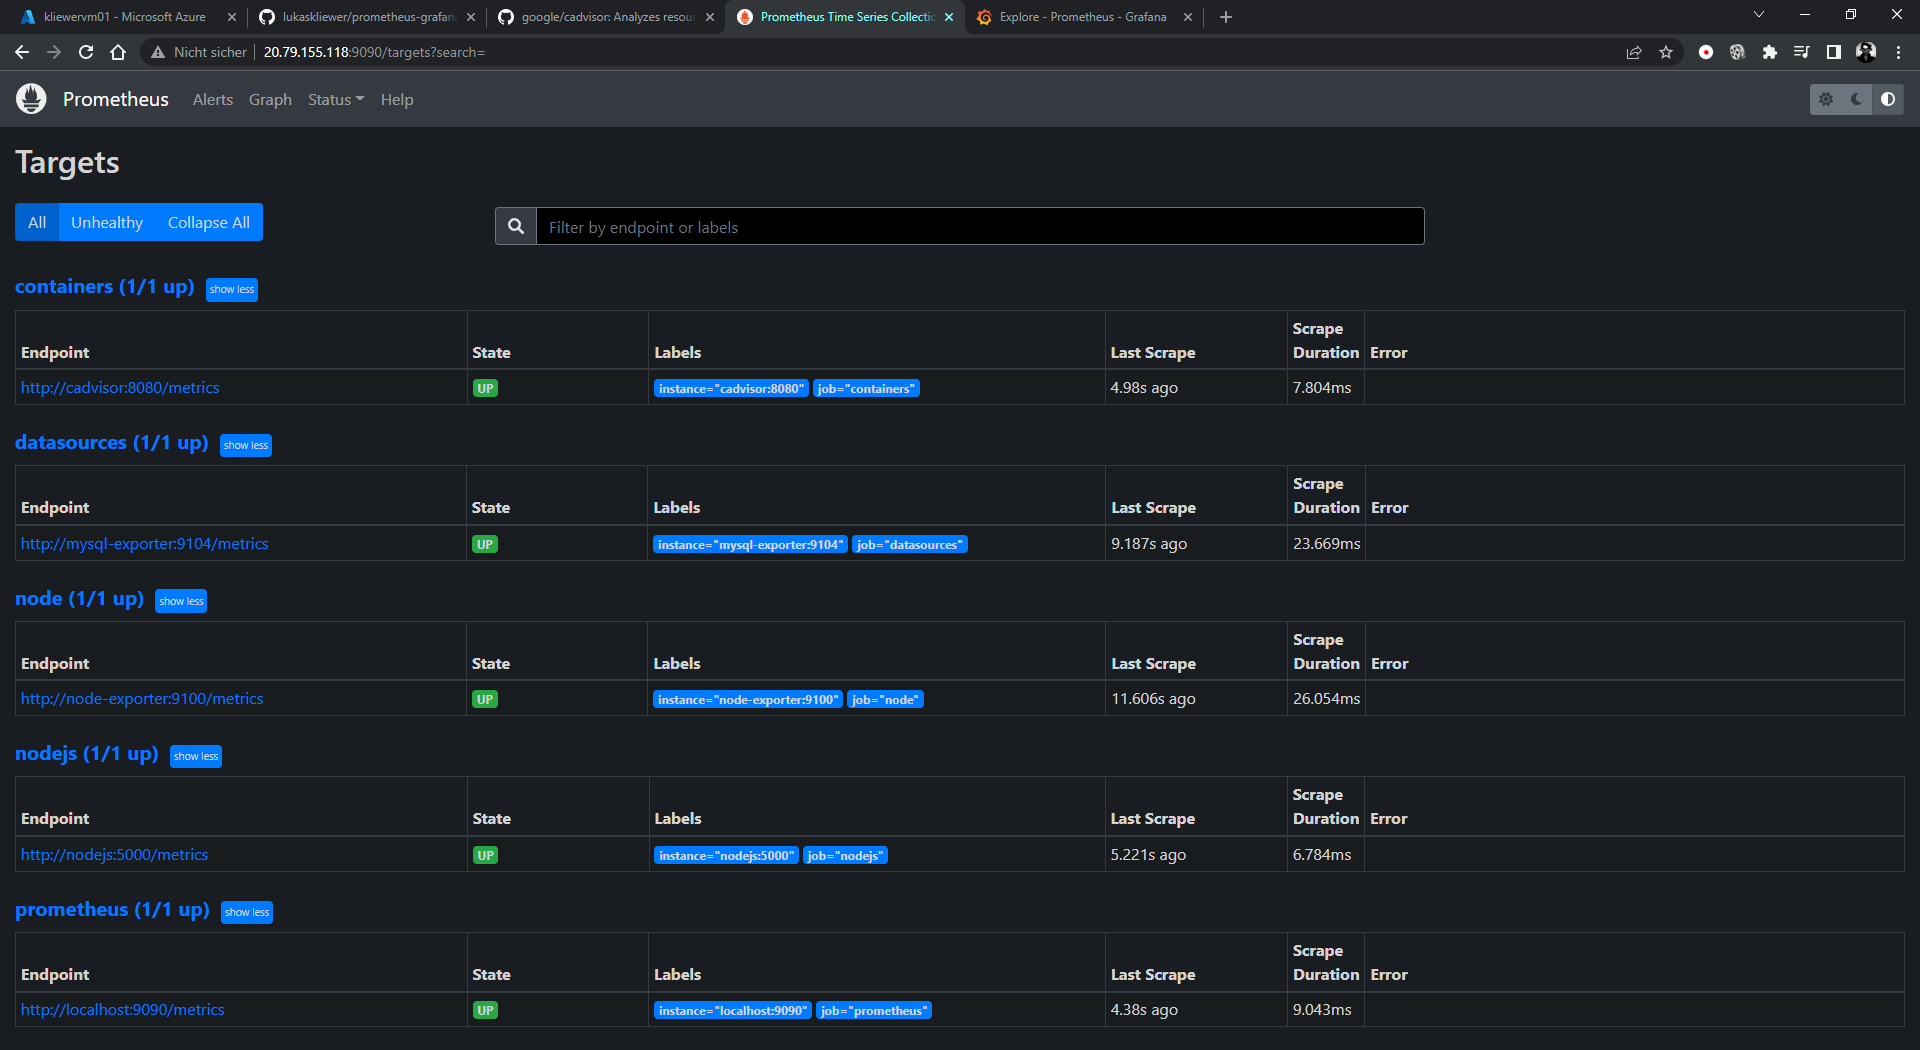 kliewervm01 - Microsoft Azure
lukaskliewer/prometheus-grafana
google/cadvisor: Analyzes resou
Prometheus Time Series Collectio
Explore - Prometheus - Grafana
Nicht sicher
20.79.155.118:9090/targets?search=
Prometheus Alerts Graph Status Help
Targets
All Unhealthy Collapse All
Filter by endpoint or labels
containers (1/1 up) show less
Endpoint State Labels Last Scrape Scrape Duration Error
http://cadvisor:8080/metrics UP instance="cadvisor:8080" job="containers" 4.98s ago 7.804ms
datasources (1/1 up) show less
Endpoint State Labels Last Scrape Scrape Duration Error
http://mysql-exporter:9104/metrics UP instance="mysql-exporter:9104" job="datasources" 9.187s ago 23.669ms
node (1/1 up) show less
Endpoint State Labels Last Scrape Scrape Duration Error
http://node-exporter:9100/metrics UP instance="node-exporter:9100" job="node" 11.606s ago 26.054ms
nodejs (1/1 up) show less
Endpoint State Labels Last Scrape Scrape Duration Error
http://nodejs:5000/metrics UP instance="nodejs:5000" job="nodejs" 5.221s ago 6.784ms
prometheus (1/1 up) show less
Endpoint State Labels Last Scrape Scrape Duration Error
http://localhost:9090/metrics UP instance="localhost:9090" job="prometheus" 4.38s ago 9.043ms